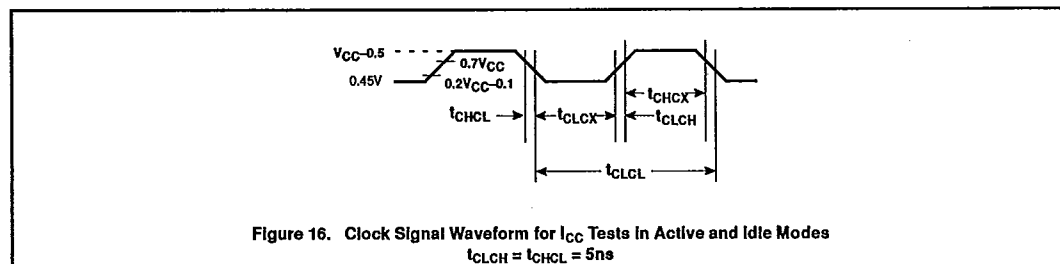 VCC–0.5
0.7VCC
0.45V
0.2VCC–0.1
tCHCX
tCHCL
tCLCX
tCLCH
tCLCL
Figure 16. Clock Signal Waveform for ICC Tests in Active and Idle Modes
tCLCH = tCHCL = 5ns